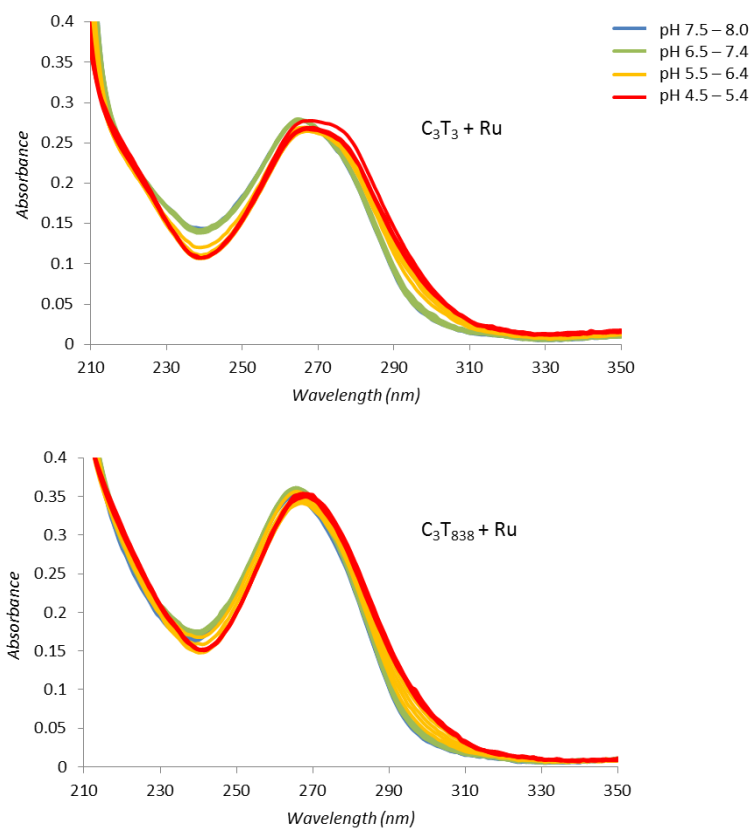 0.4
0.35
0.3
0.25
0.2
0.15
0.1
0.05
0
Absorbance
210 230 250 270 290 310 330 350
Wavelength (nm)
C₃T₃ + Ru
pH 7.5 – 8.0
pH 6.5 – 7.4
pH 5.5 – 6.4
pH 4.5 – 5.4
0.4
0.35
0.3
0.25
0.2
0.15
0.1
0.05
0
Absorbance
210 230 250 270 290 310 330 350
Wavelength (nm)
C₃T₈₃₈ + Ru